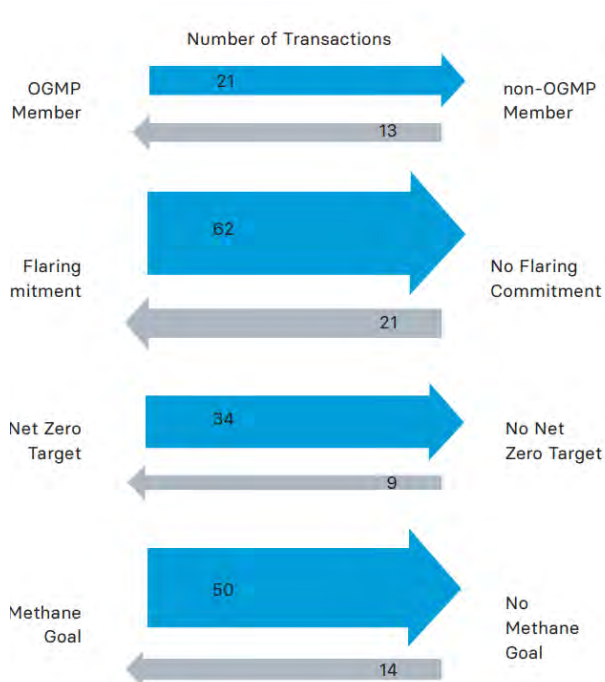 Number of Transactions
OGMP
Member
21
13
non-OGMP
Member
Flaring
mitment
62
21
No Flaring
Commitment
Net Zero
Target
34
9
No Net
Zero Target
Methane
Goal
50
14
No
Methane
Goal